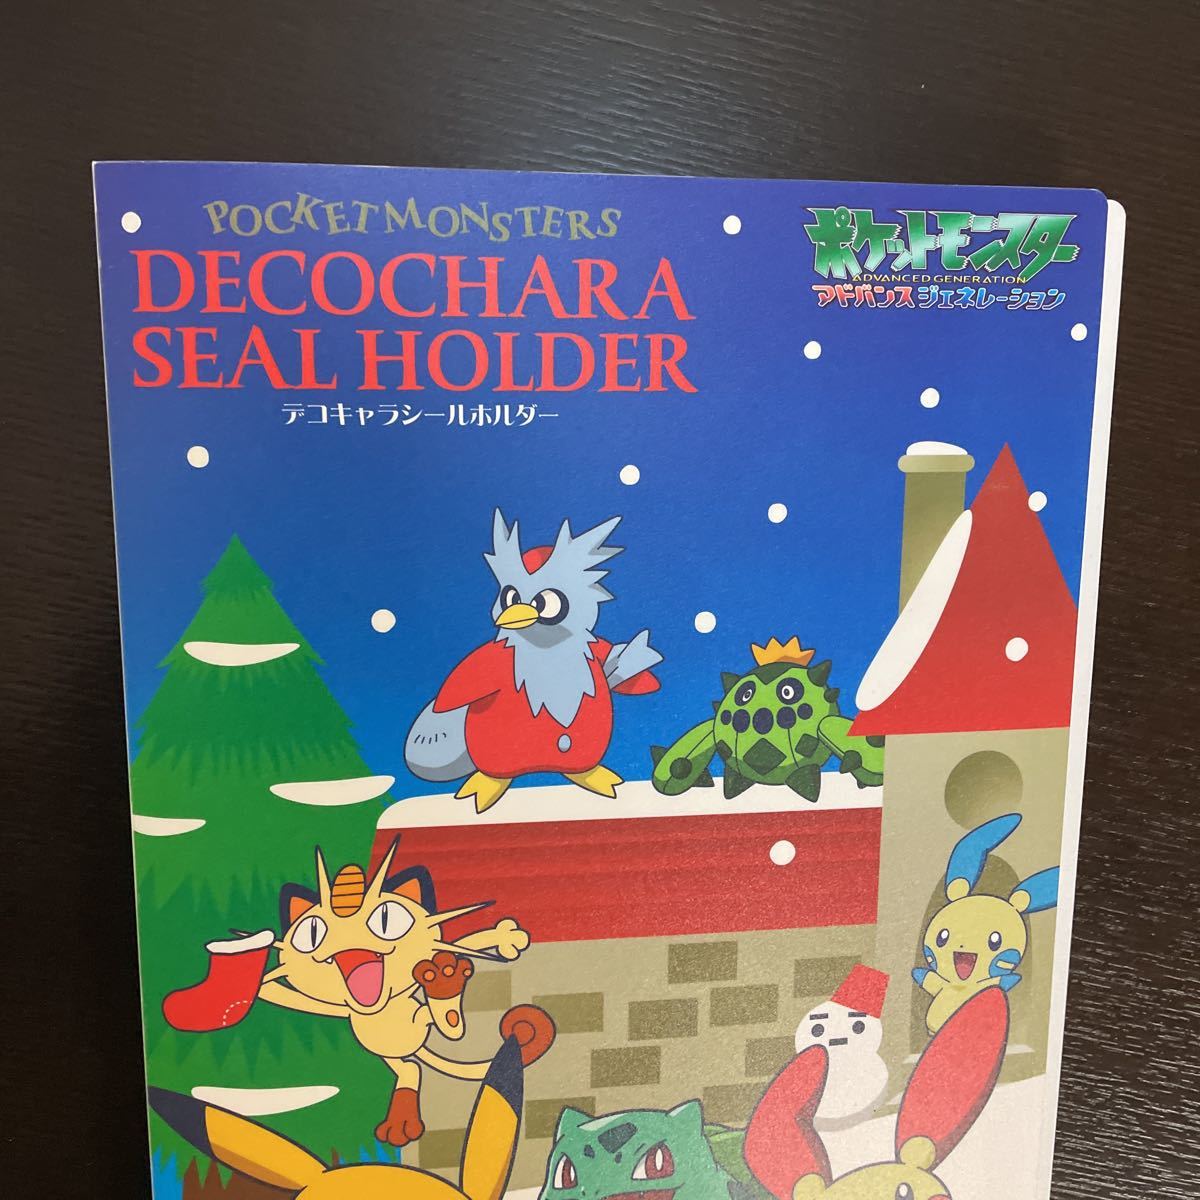 POCKET MONSTERS
DECOCHARA
SEAL HOLDER
デコキャラシールホルダー
ポケットモンスター
ADVANCED GENERATION
アドバンスジェネレーション